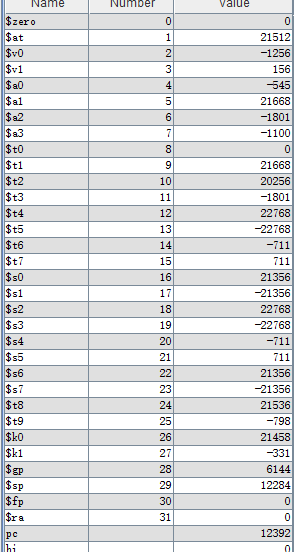 Name Number Value
$zero 0 0
$at 1 21512
$v0 2 -1256
$v1 3 156
$a0 4 -545
$a1 5 21668
$a2 6 -1801
$a3 7 -1100
$t0 8 0
$t1 9 21668
$t2 10 20256
$t3 11 -1801
$t4 12 22768
$t5 13 -22768
$t6 14 -711
$t7 15 711
$s0 16 21356
$s1 17 -21356
$s2 18 22768
$s3 19 -22768
$s4 20 -711
$s5 21 711
$s6 22 21356
$s7 23 -21356
$t8 24 21536
$t9 25 -798
$k0 26 21458
$k1 27 -331
$gp 28 6144
$sp 29 12284
$fp 30 0
$ra 31 0
pc 12392
hi 0